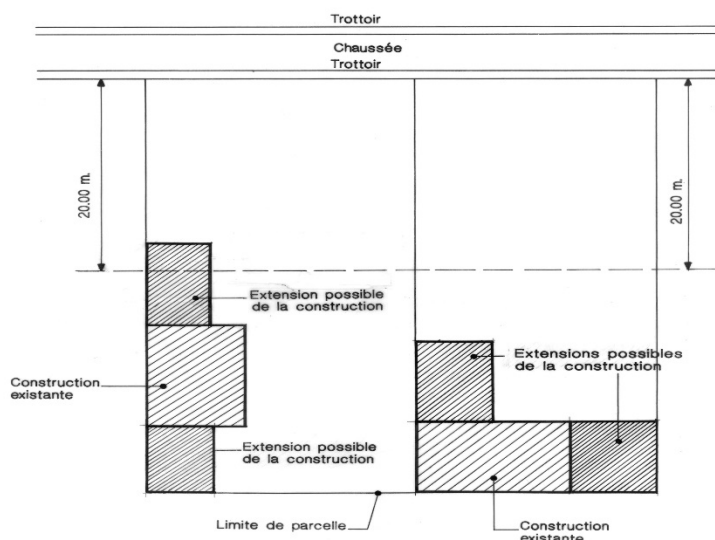 Trottoir
Chaussée
Trottoir
20.00 m.
20.00 m.
Extension possible
de la construction
Extensions possibles
de la construction
Construction
existante
Extension possible
de la construction
Limite de parcelle
Construction
existante